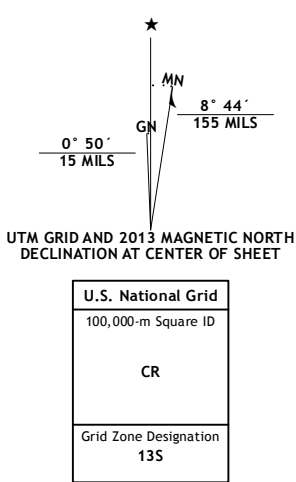 ★
MN
8° 44´
155 MILS
GN
0° 50´
15 MILS
UTM GRID AND 2013 MAGNETIC NORTH
DECLINATION AT CENTER OF SHEET
U.S. National Grid
100,000-m Square ID
CR
Grid Zone Designation
13S